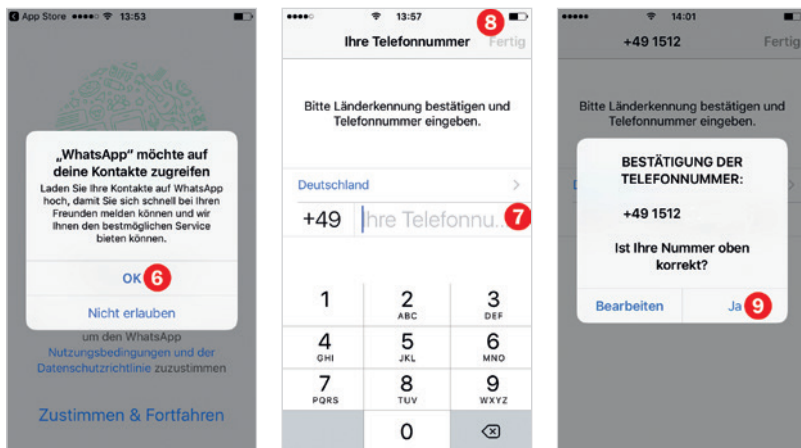 App Store 13:53
„WhatsApp" möchte auf
deine Kontakte zugreifen
Laden Sie Ihre Kontakte auf WhatsApp
hoch, damit Sie sich schnell bei Ihren
Freunden melden können und wir
Ihnen den bestmöglichen Service
bieten können.
OK 6
Nicht erlauben
um den WhatsApp
Nutzungsbedingungen und der
Datenschutzrichtlinie zuzustimmen
Zustimmen & Fortfahren
13:57
8
Ihre Telefonnummer Fertig
Bitte Länderkennung bestätigen und
Telefonnummer eingeben.
Deutschland
+49 Ihre Telefonnu... 7
1 2 3
ABC DEF
4 5 6
GHI JKL MNO
7 8 9
PQRS TUV WXYZ
0
14:01
+49 1512 Fertig
Bitte Länderkennung bestätigen und
Telefonnummer eingeben.
BESTÄTIGUNG DER
TELEFONNUMMER:
+49 1512
Ist Ihre Nummer oben
korrekt?
Bearbeiten Ja 9